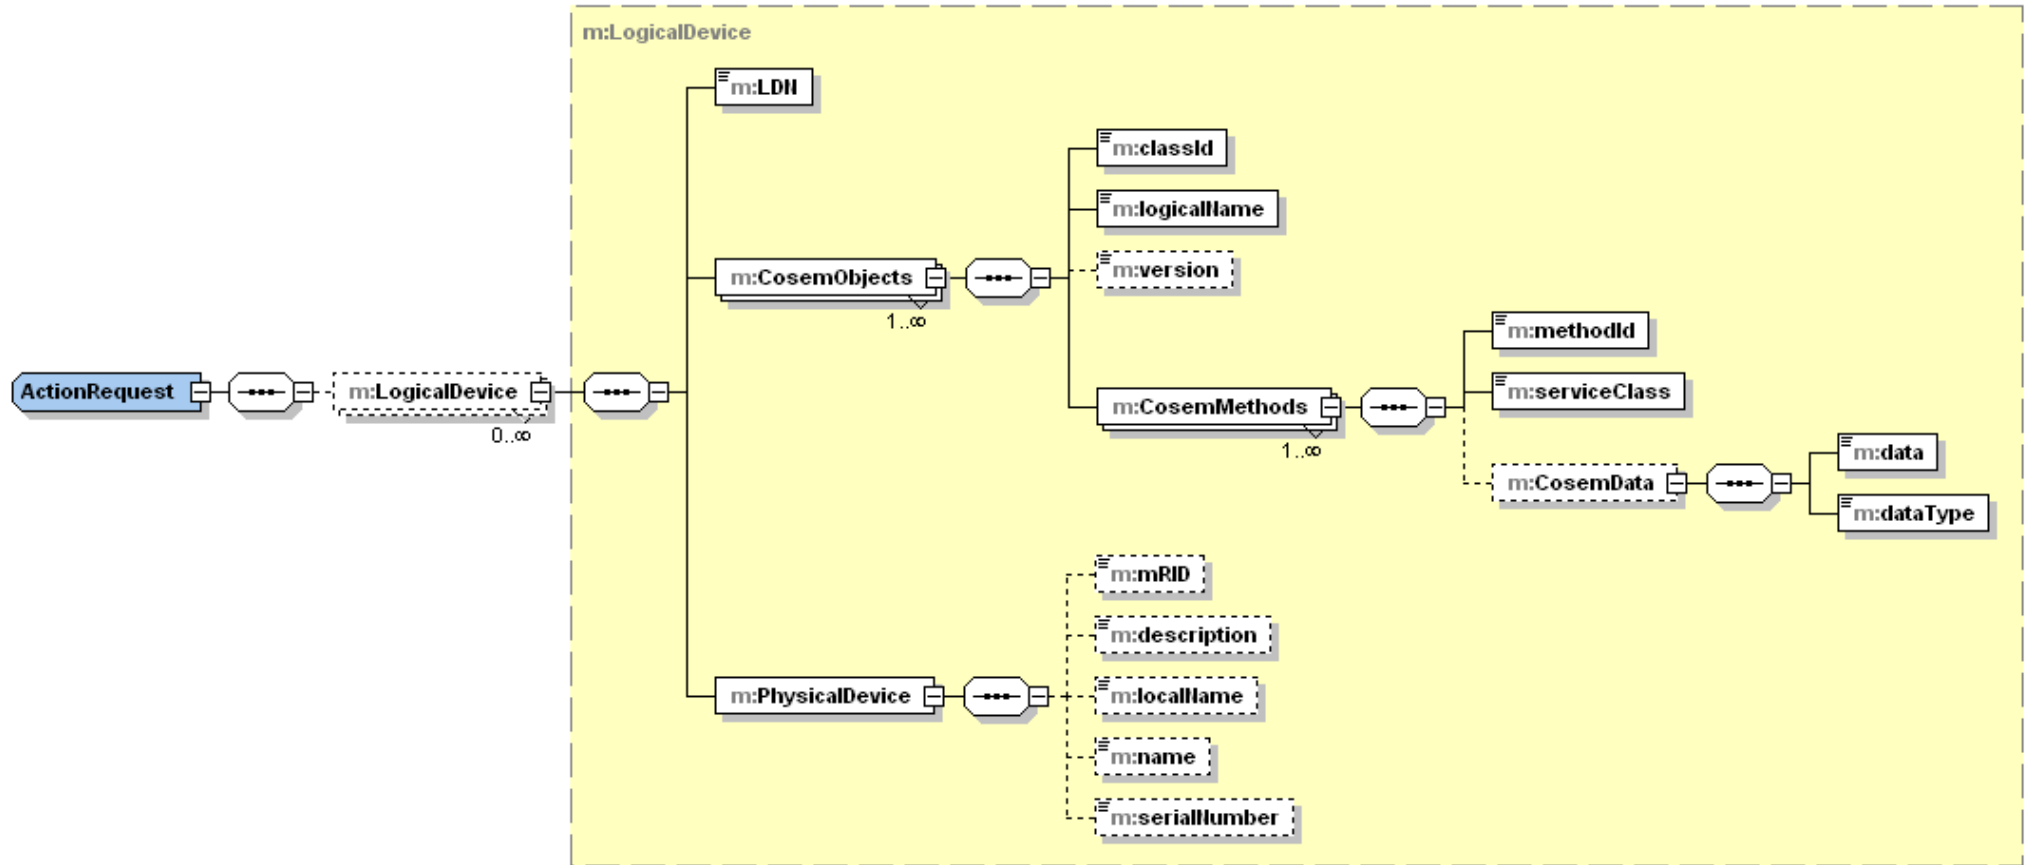 m:LogicalDevice
m:LDN
m:classId
m:logicalName
m:version
m:CosemObjects
1..∞
m:methodId
m:serviceClass
ActionRequest
m:LogicalDevice
0..∞
m:CosemMethods
1..∞
m:CosemData
m:data
m:dataType
m:mRID
m:description
m:PhysicalDevice
m:localName
m:name
m:serialNumber